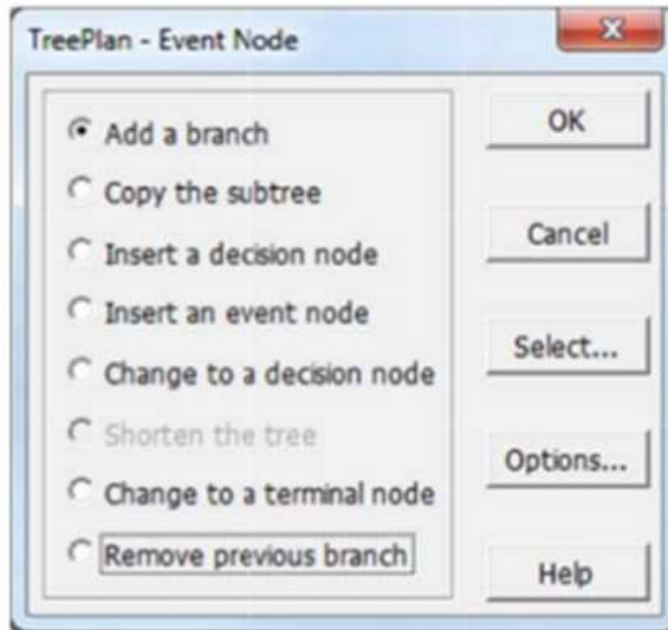 TreePlan - Event Node
Add a branch
Copy the subtree
Insert a decision node
Insert an event node
Change to a decision node
Shorten the tree
Change to a terminal node
Remove previous branch
OK
Cancel
Select...
Options...
Help